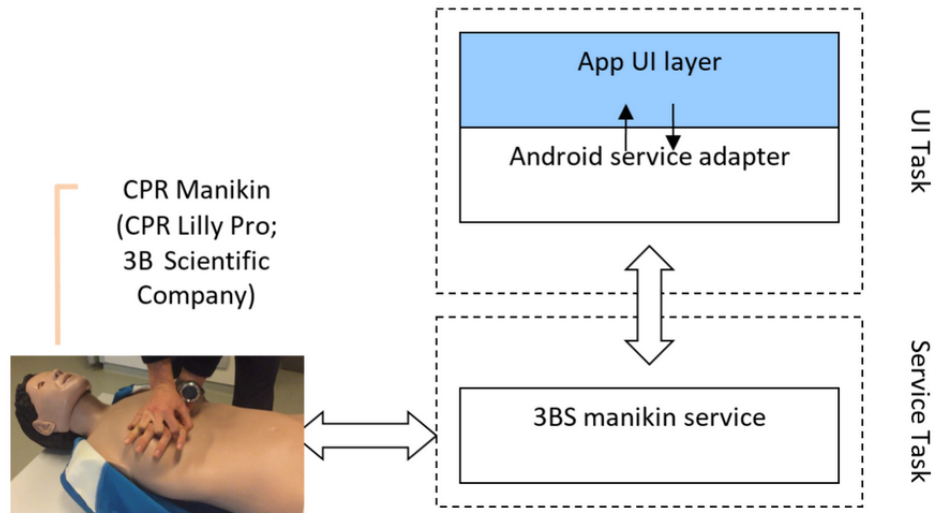 App UI layer
Android service adapter
UI Task
CPR Manikin
(CPR Lilly Pro;
3B Scientific
Company)
3BS manikin service
Service Task